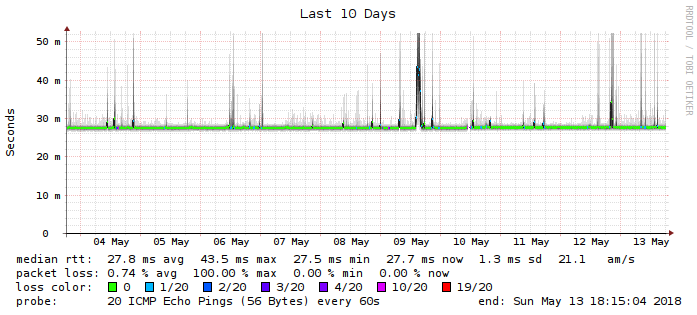 Last 10 Days
RRDTOOL / TOBI OETIKER
Seconds
50 m
40 m
30 m
20 m
10 m
0
04 May 05 May 06 May 07 May 08 May 09 May 10 May 11 May 12 May 13 May
median rtt: 27.8 ms avg 43.5 ms max 27.5 ms min 27.7 ms now 1.3 ms sd 21.1 am/s
packet loss: 0.74 % avg 100.00 % max 0.00 % min 0.00 % now
loss color: 0 1/20 2/20 3/20 4/20 10/20 19/20
probe: 20 ICMP Echo Pings (56 Bytes) every 60s end: Sun May 13 18:15:04 2018